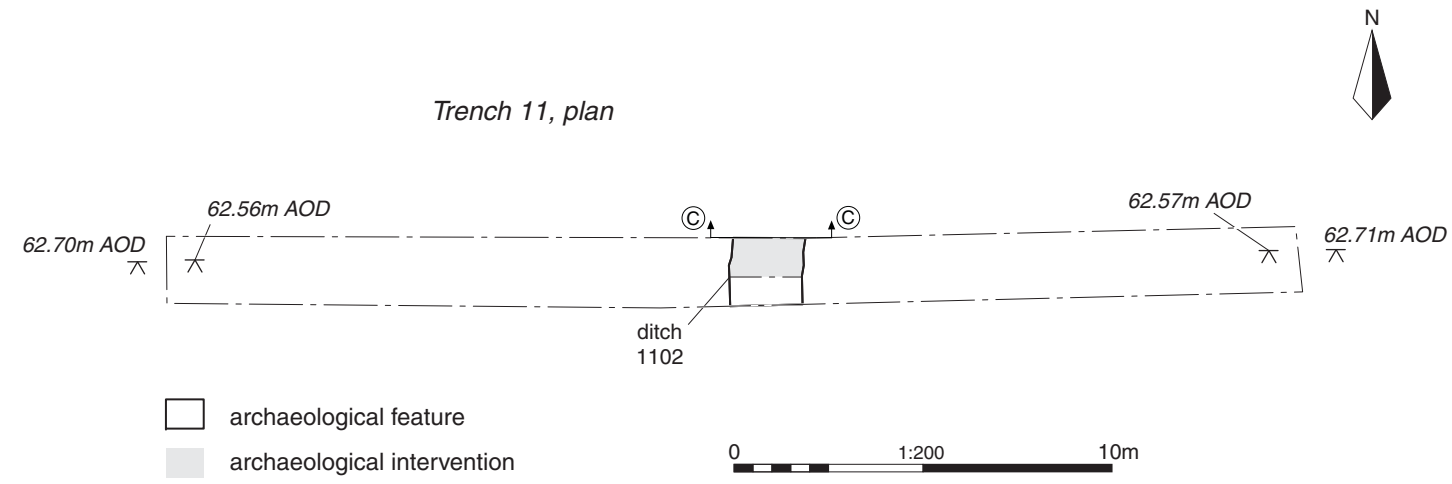 N
Trench 11, plan
62.56m AOD
62.57m AOD
62.70m AOD
C
C
62.71m AOD
ditch
1102
archaeological feature
archaeological intervention
0
1:200
10m